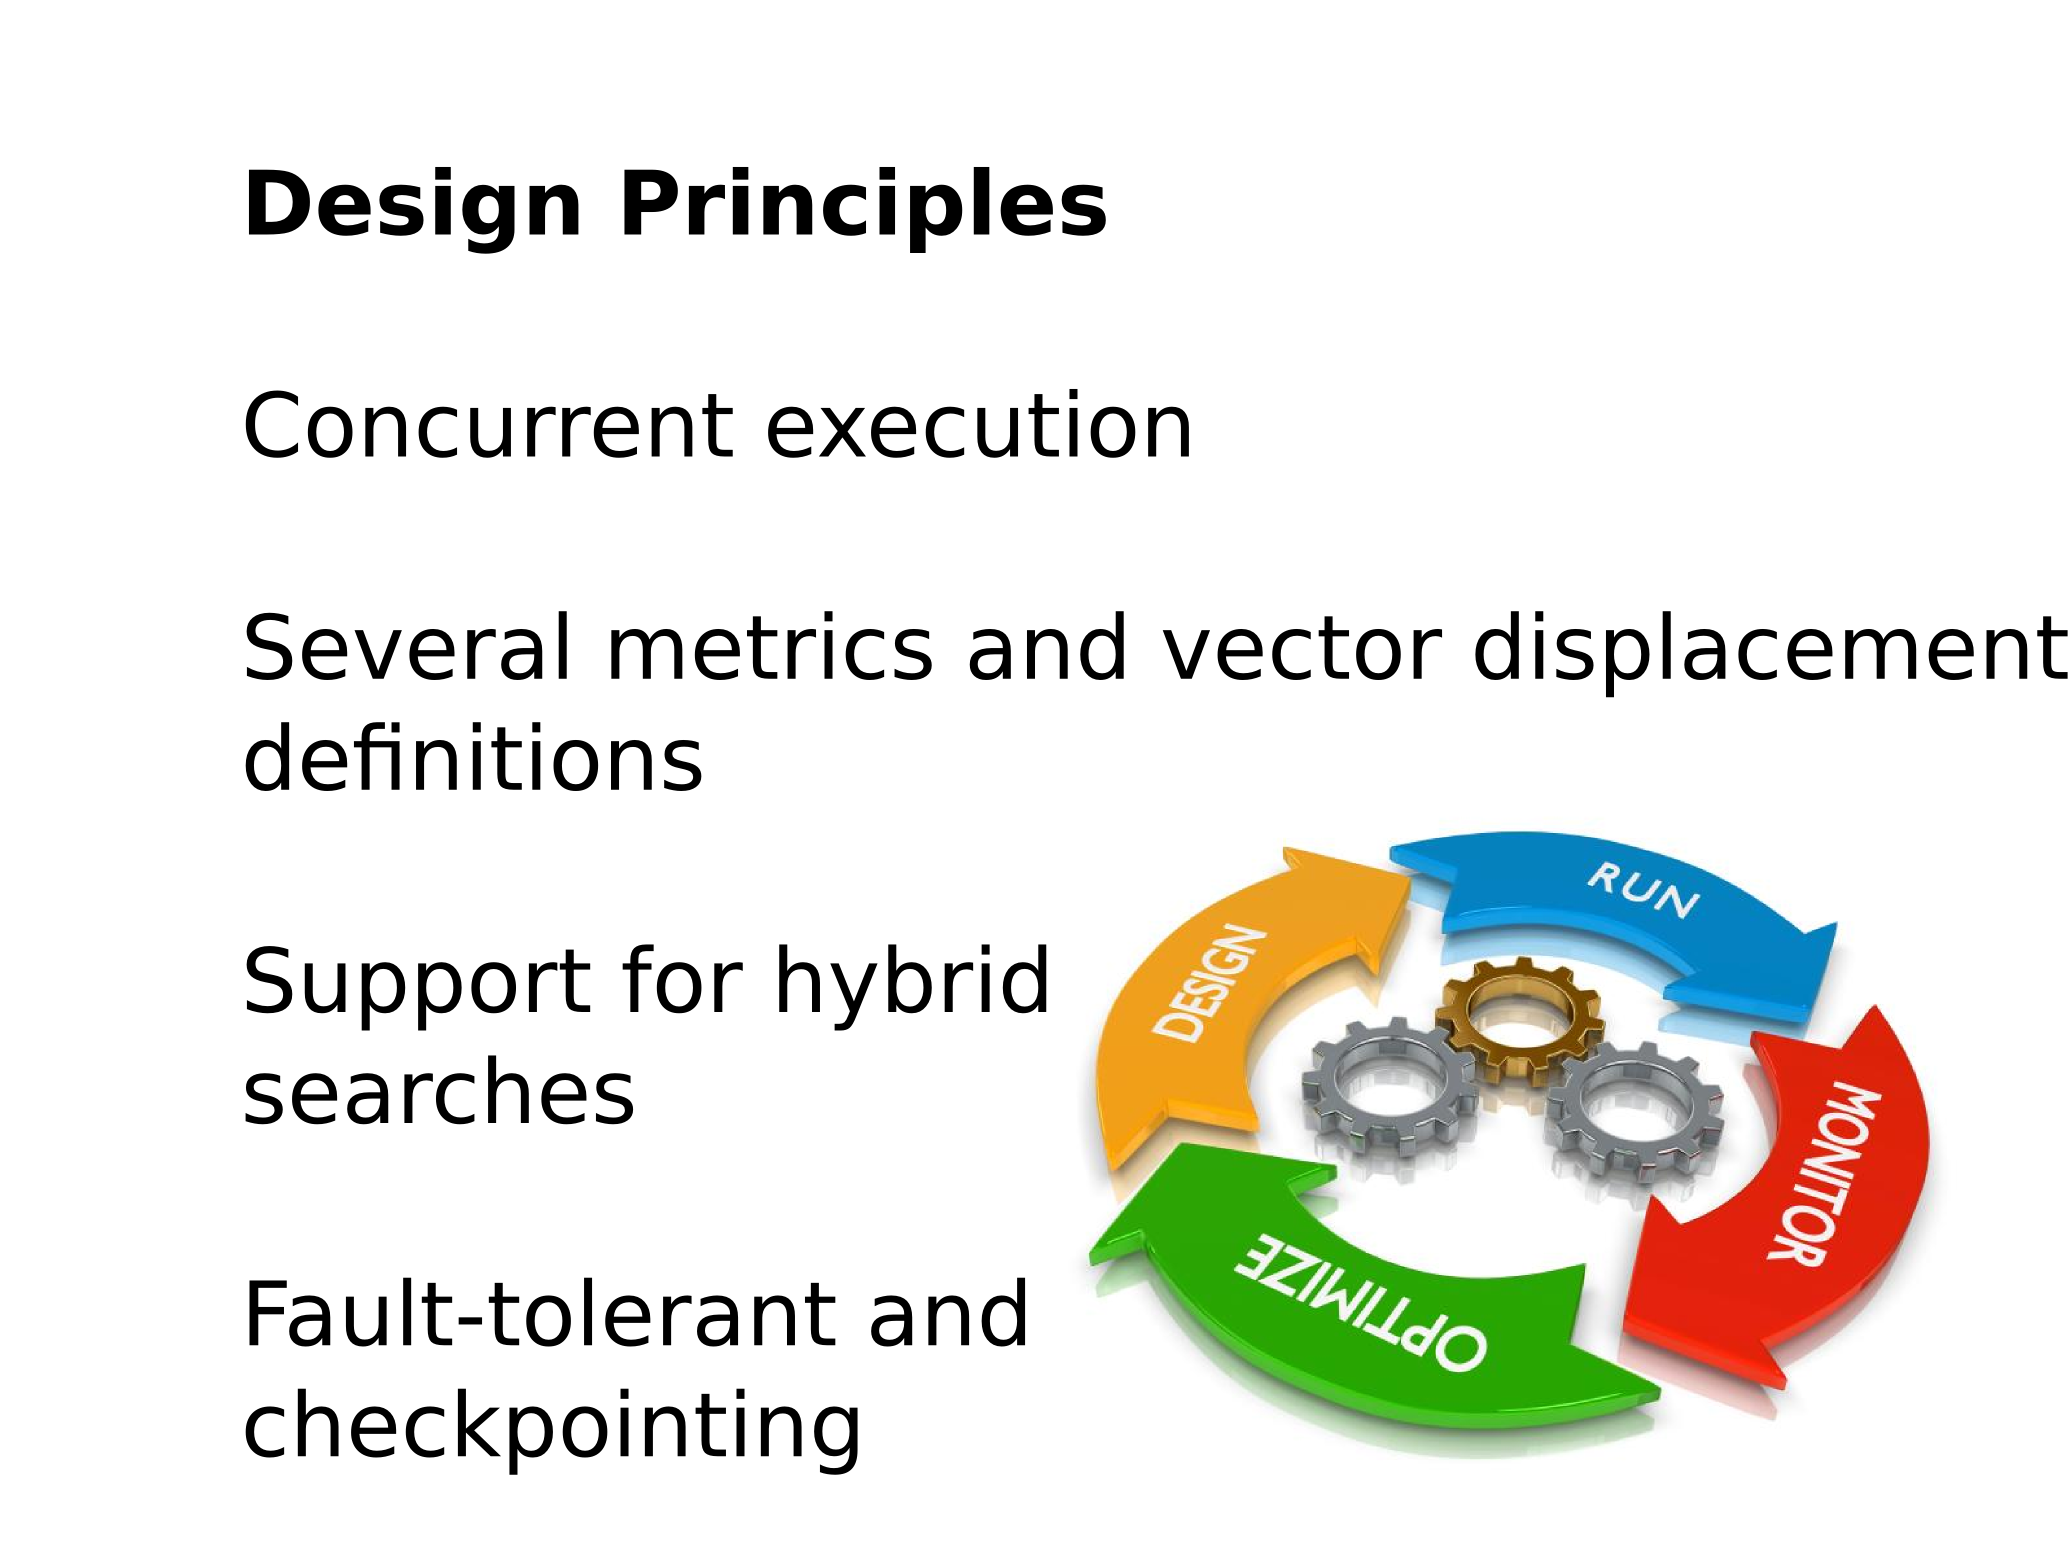 Design Principles
Concurrent execution
Several metrics and vector displacement
definitions
Support for hybrid
searches
Fault-tolerant and
checkpointing
DESIGN
RUN
MONITOR
OPTIMIZE